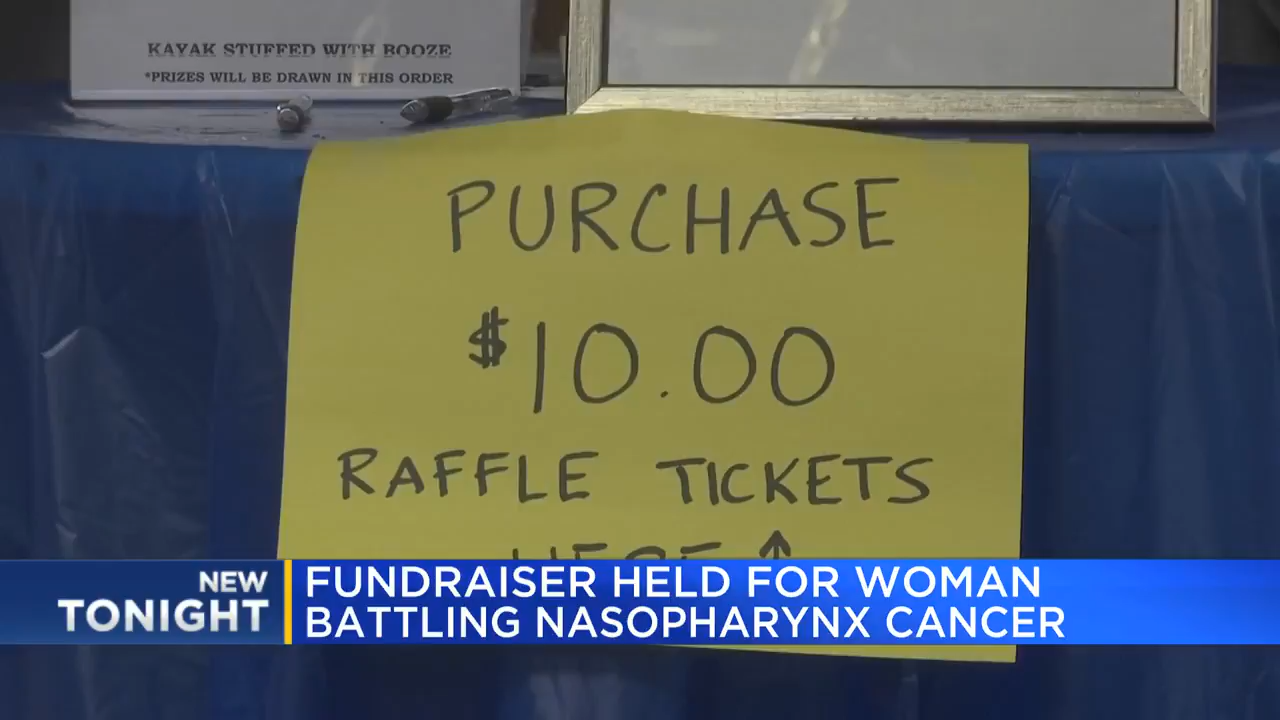 KAYAK STUFFED WITH BOOZE
*PRIZES WILL BE DRAWN IN THIS ORDER
PURCHASE
$10.00
RAFFLE TICKETS
HERE ↑
NEW
TONIGHT
FUNDRAISER HELD FOR WOMAN
BATTLING NASOPHARYNX CANCER